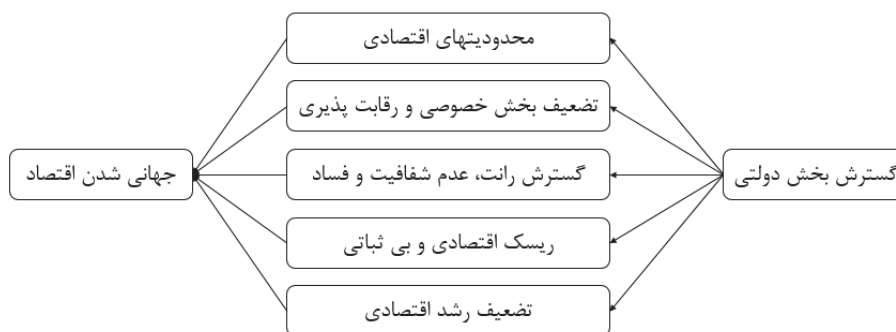 محدودیتهای اقتصادی
تضعیف بخش خصوصی و رقابت پذیری
گسترش بخش دولتی
گسترش رانت، عدم شفافیت و فساد
جهانی شدن اقتصاد
ریسک اقتصادی و بی ثباتی
تضعیف رشد اقتصادی